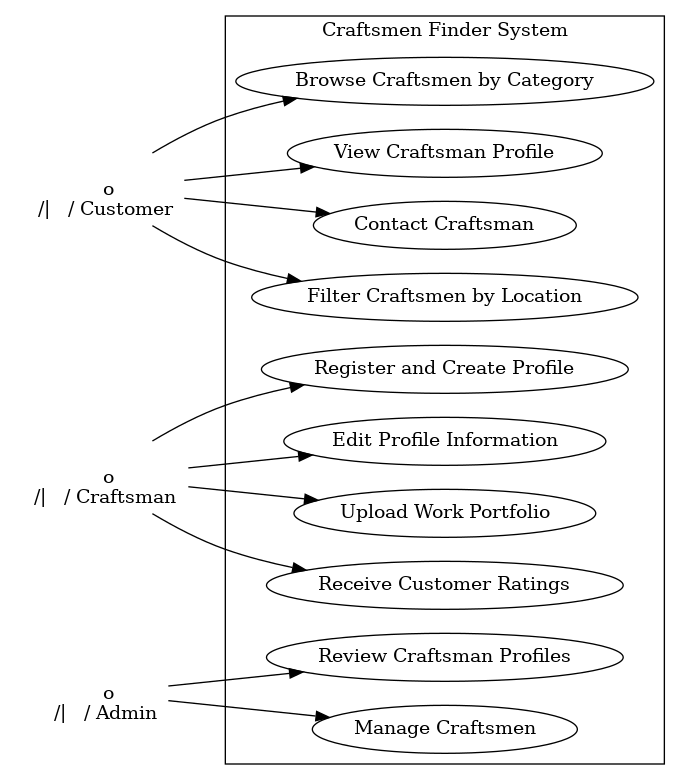 Craftsmen Finder System
Browse Craftsmen by Category
View Craftsman Profile
o
/|   / Customer
Contact Craftsman
Filter Craftsmen by Location
Register and Create Profile
Edit Profile Information
o
/|   / Craftsman
Upload Work Portfolio
Receive Customer Ratings
Review Craftsman Profiles
o
/|   / Admin
Manage Craftsmen